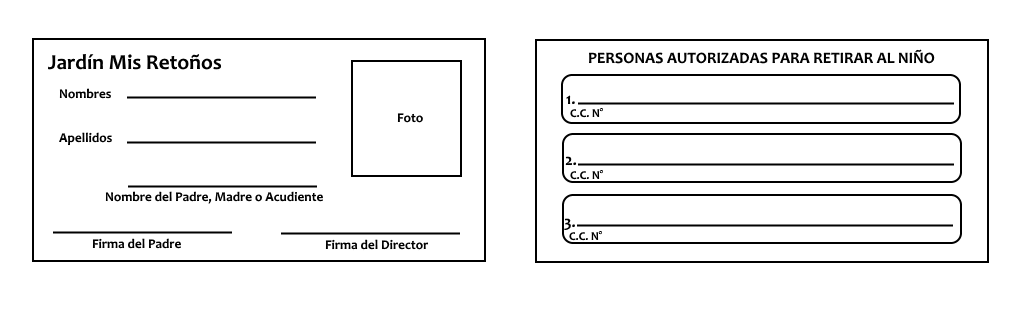 Jardín Mis Retoños
Nombres
Foto
Apellidos
Nombre del Padre, Madre o Acudiente
Firma del Padre
Firma del Director
PERSONAS AUTORIZADAS PARA RETIRAR AL NIÑO
1.
C.C. N°
2.
C.C. N°
3.
C.C. N°